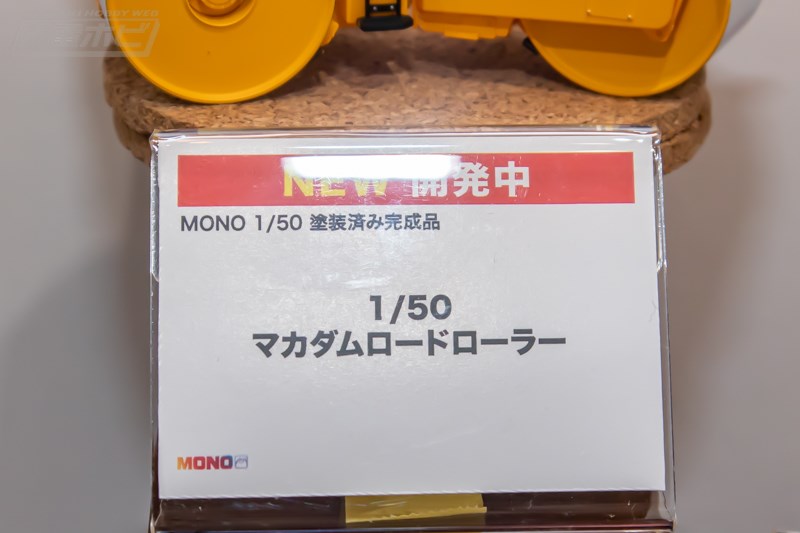 NEW 開発中
MONO 1/50 塗装済み完成品
1/50
マカダムロードローラー
MONO